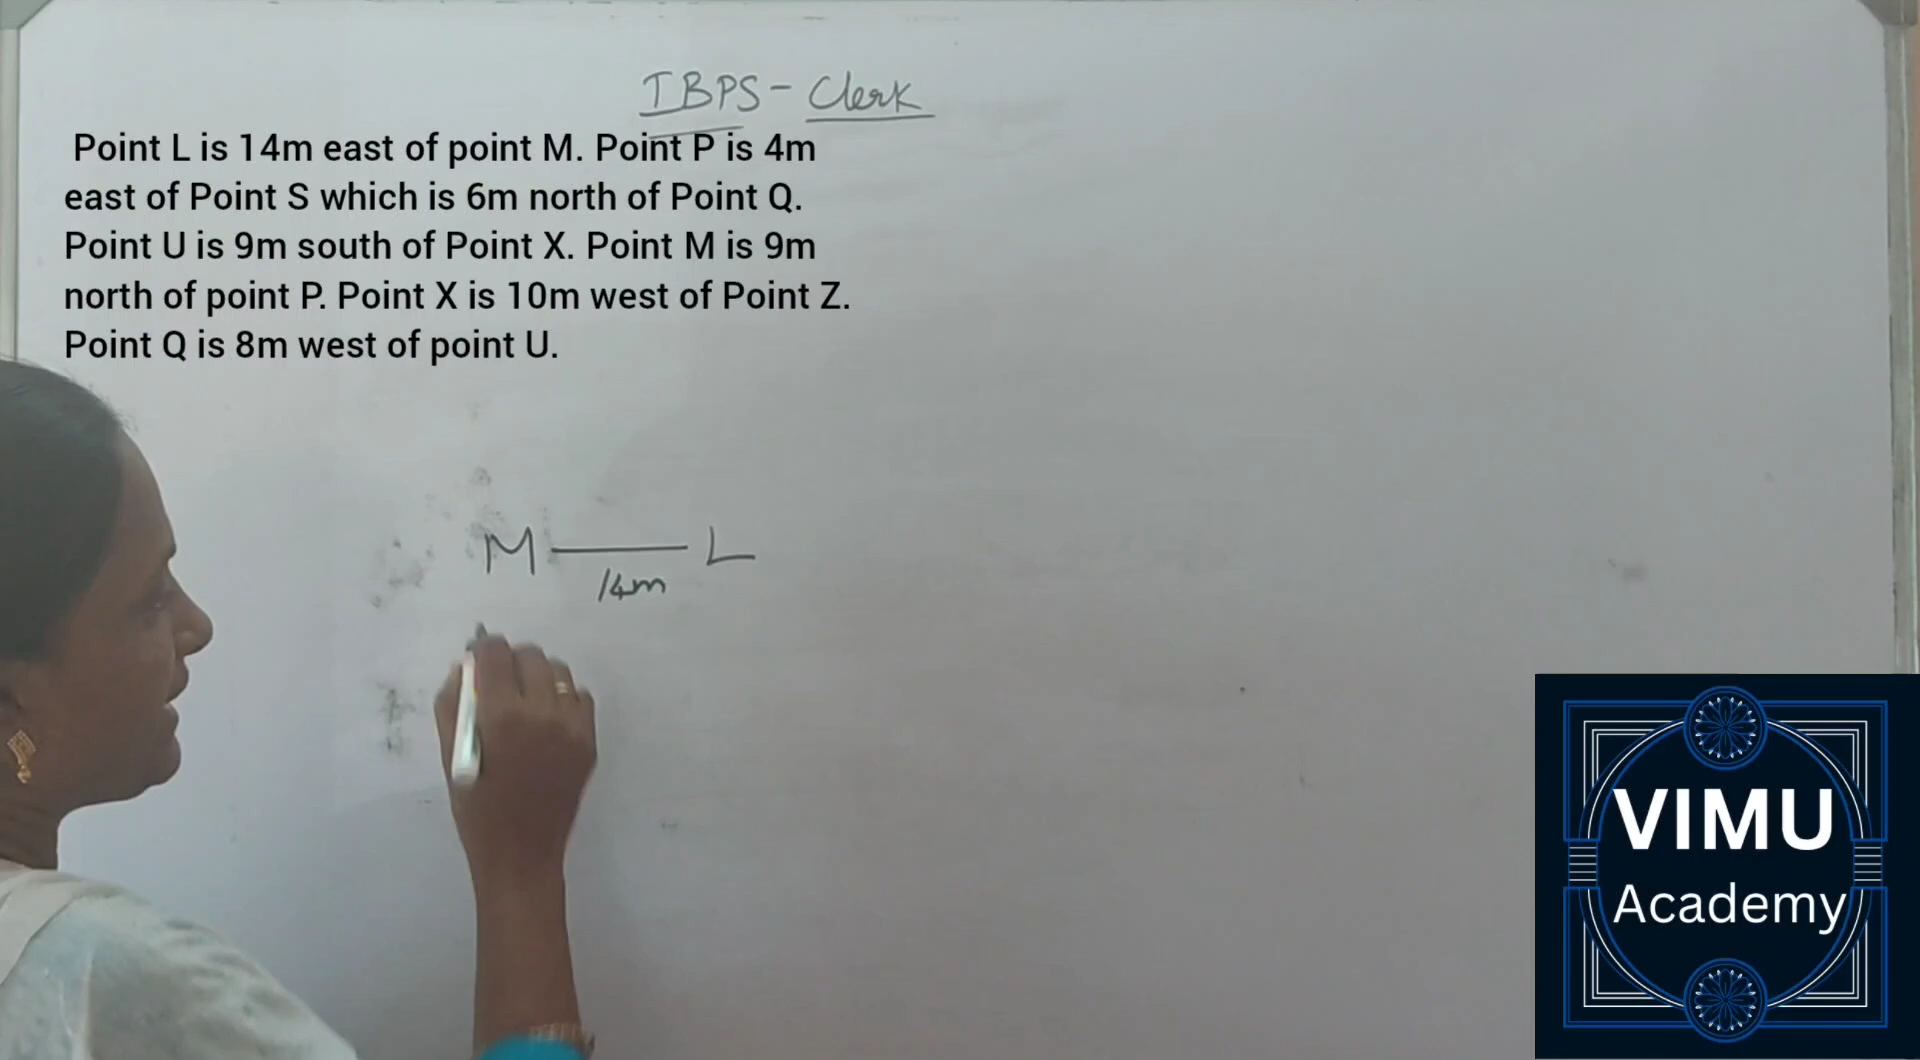 IBPS - Clerk
Point L is 14m east of point M. Point P is 4m
east of Point S which is 6m north of Point Q.
Point U is 9m south of Point X. Point M is 9m
north of point P. Point X is 10m west of Point Z.
Point Q is 8m west of point U.
M L
14m
VIMU
Academy